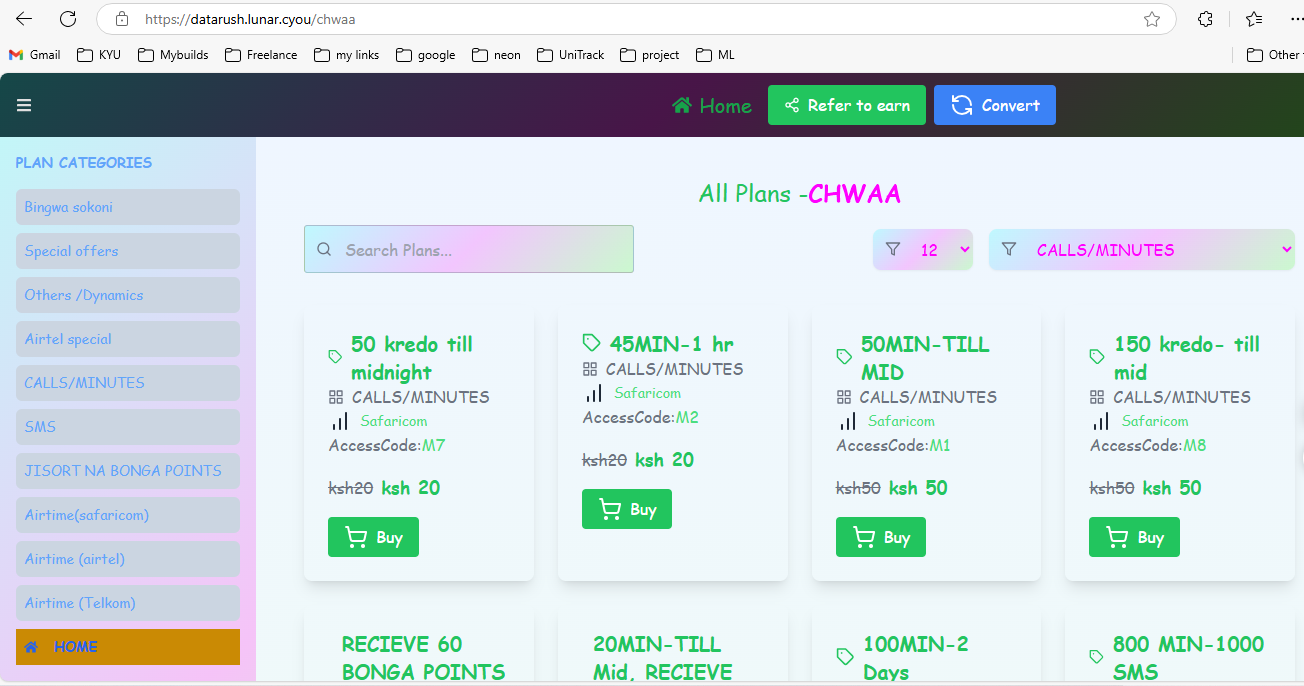 https://datarush.lunar.cyou/chwaa
Gmail KYU Mybuilds Freelance my links google neon UniTrack project ML Other
Home Refer to earn Convert
PLAN CATEGORIES
Bingwa sokoni
Special offers
Others /Dynamics
Airtel special
CALLS/MINUTES
SMS
JISORT NA BONGA POINTS
Airtime(safaricom)
Airtime (airtel)
Airtime (Telkom)
HOME
All Plans -CHWAA
Search Plans...
12
CALLS/MINUTES
50 kredo till
midnight
CALLS/MINUTES
Safaricom
AccessCode:M7
ksh20 ksh 20
Buy
45MIN-1 hr
CALLS/MINUTES
Safaricom
AccessCode:M2
ksh20 ksh 20
Buy
50MIN-TILL
MID
CALLS/MINUTES
Safaricom
AccessCode:M1
ksh50 ksh 50
Buy
150 kredo- till
mid
CALLS/MINUTES
Safaricom
AccessCode:M8
ksh50 ksh 50
Buy
RECIEVE 60
BONGA POINTS
20MIN-TILL
Mid, RECIEVE
100MIN-2
Days
800 MIN-1000
SMS